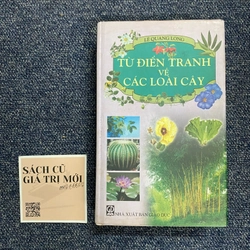 LÊ QUANG LONG
TỪ ĐIỂN TRANH
VỀ
CÁC LOÀI CÂY
NHÀ XUẤT BẢN GIÁO DỤC
SÁCH CŨ
GIÁ TRỊ MỚI